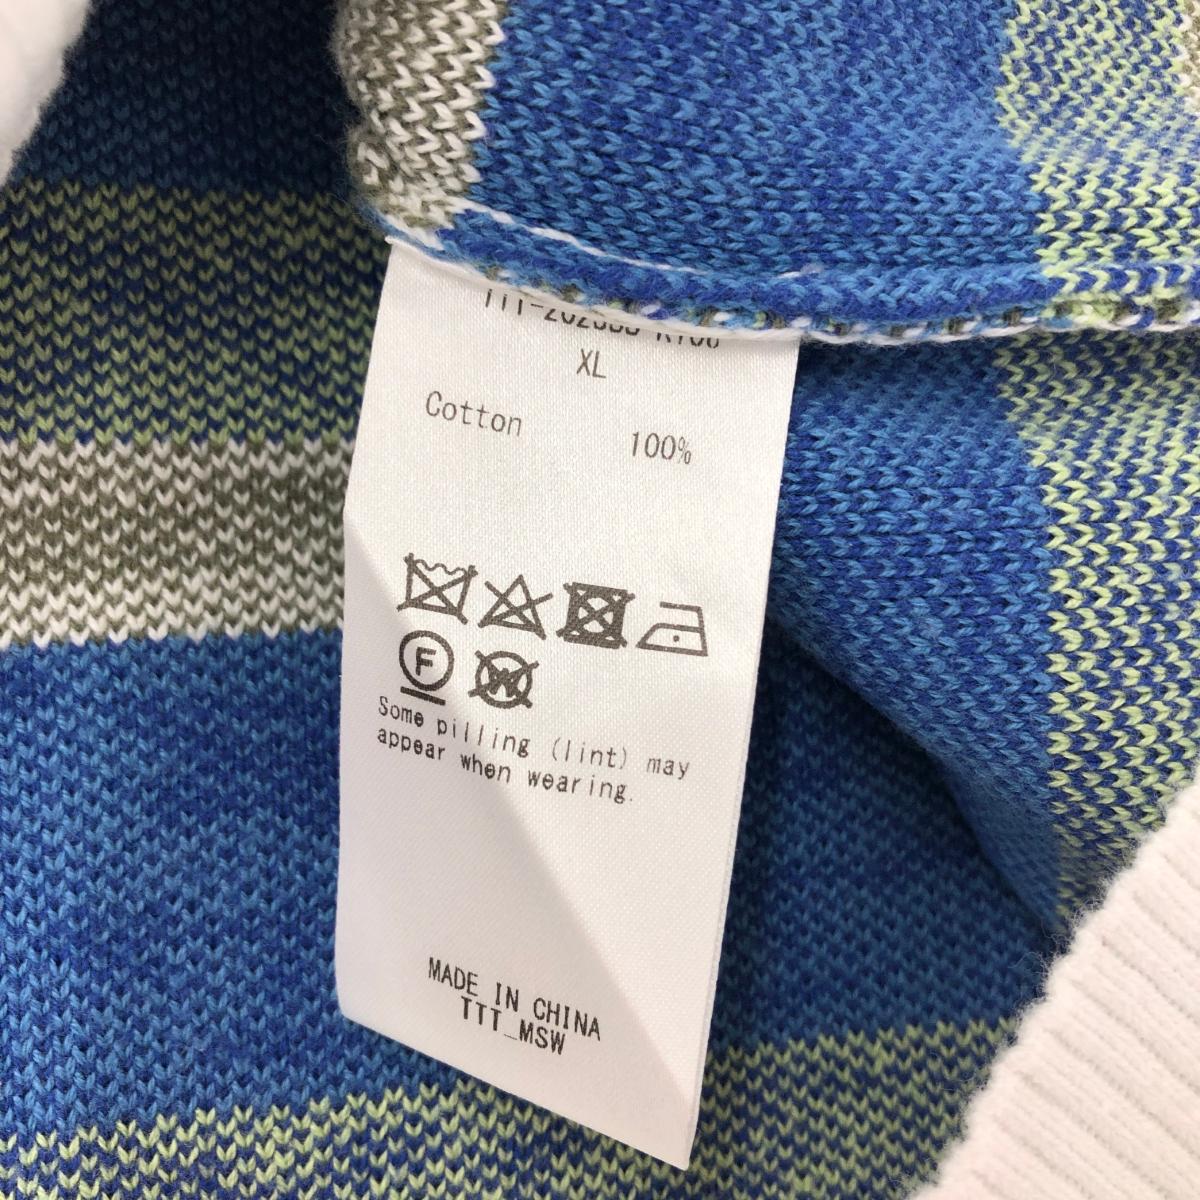 XL
Cotton 100%
F
W
Some pilling (lint) may
appear when wearing.
MADE IN CHINA
TTT_MSW